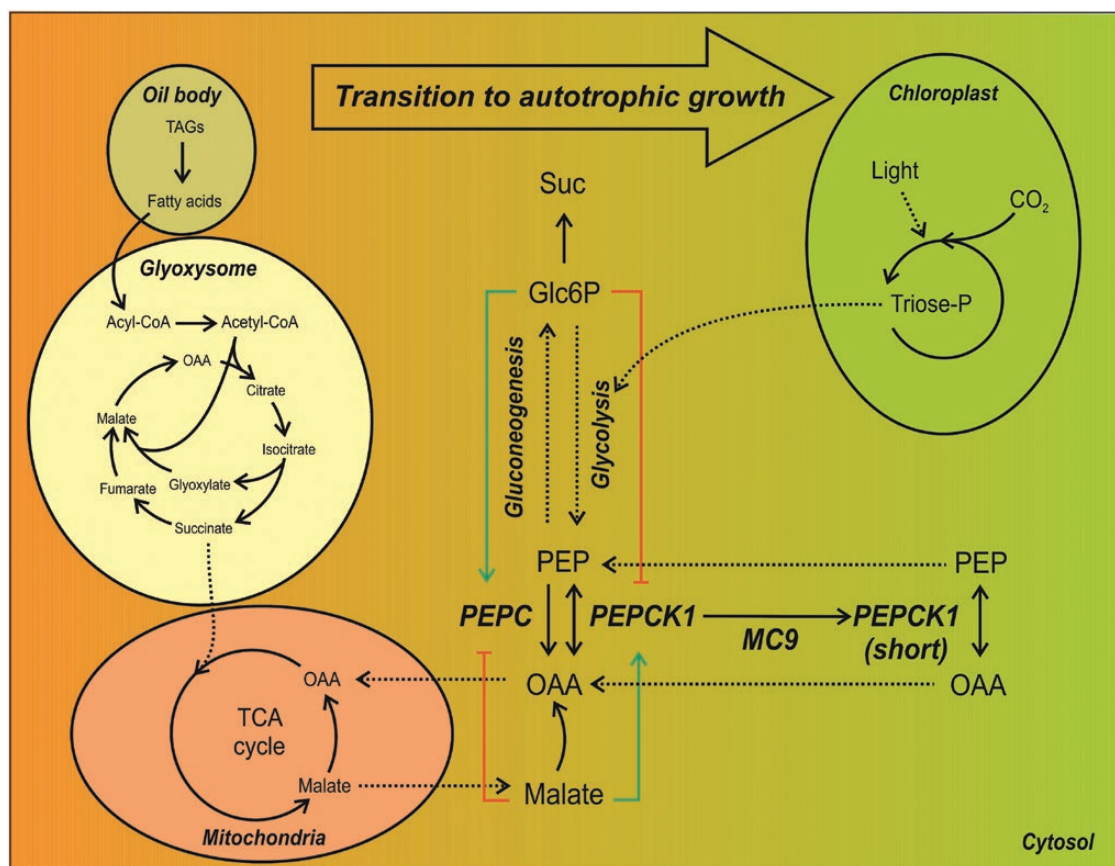 Oil body
TAGs
Fatty acids
Transition to autotrophic growth
Chloroplast
Light
CO₂
Triose-P
Glyoxysome
Acyl-CoA
Acetyl-CoA
OAA
Citrate
Malate
Isocitrate
Glyoxylate
Fumarate
Succinate
Suc
Glc6P
Gluconeogenesis
Glycolysis
PEP
PEP
PEPC
PEPCK1
MC9
PEPCK1
(short)
OAA
OAA
Malate
OAA
TCA
cycle
Malate
Mitochondria
Cytosol